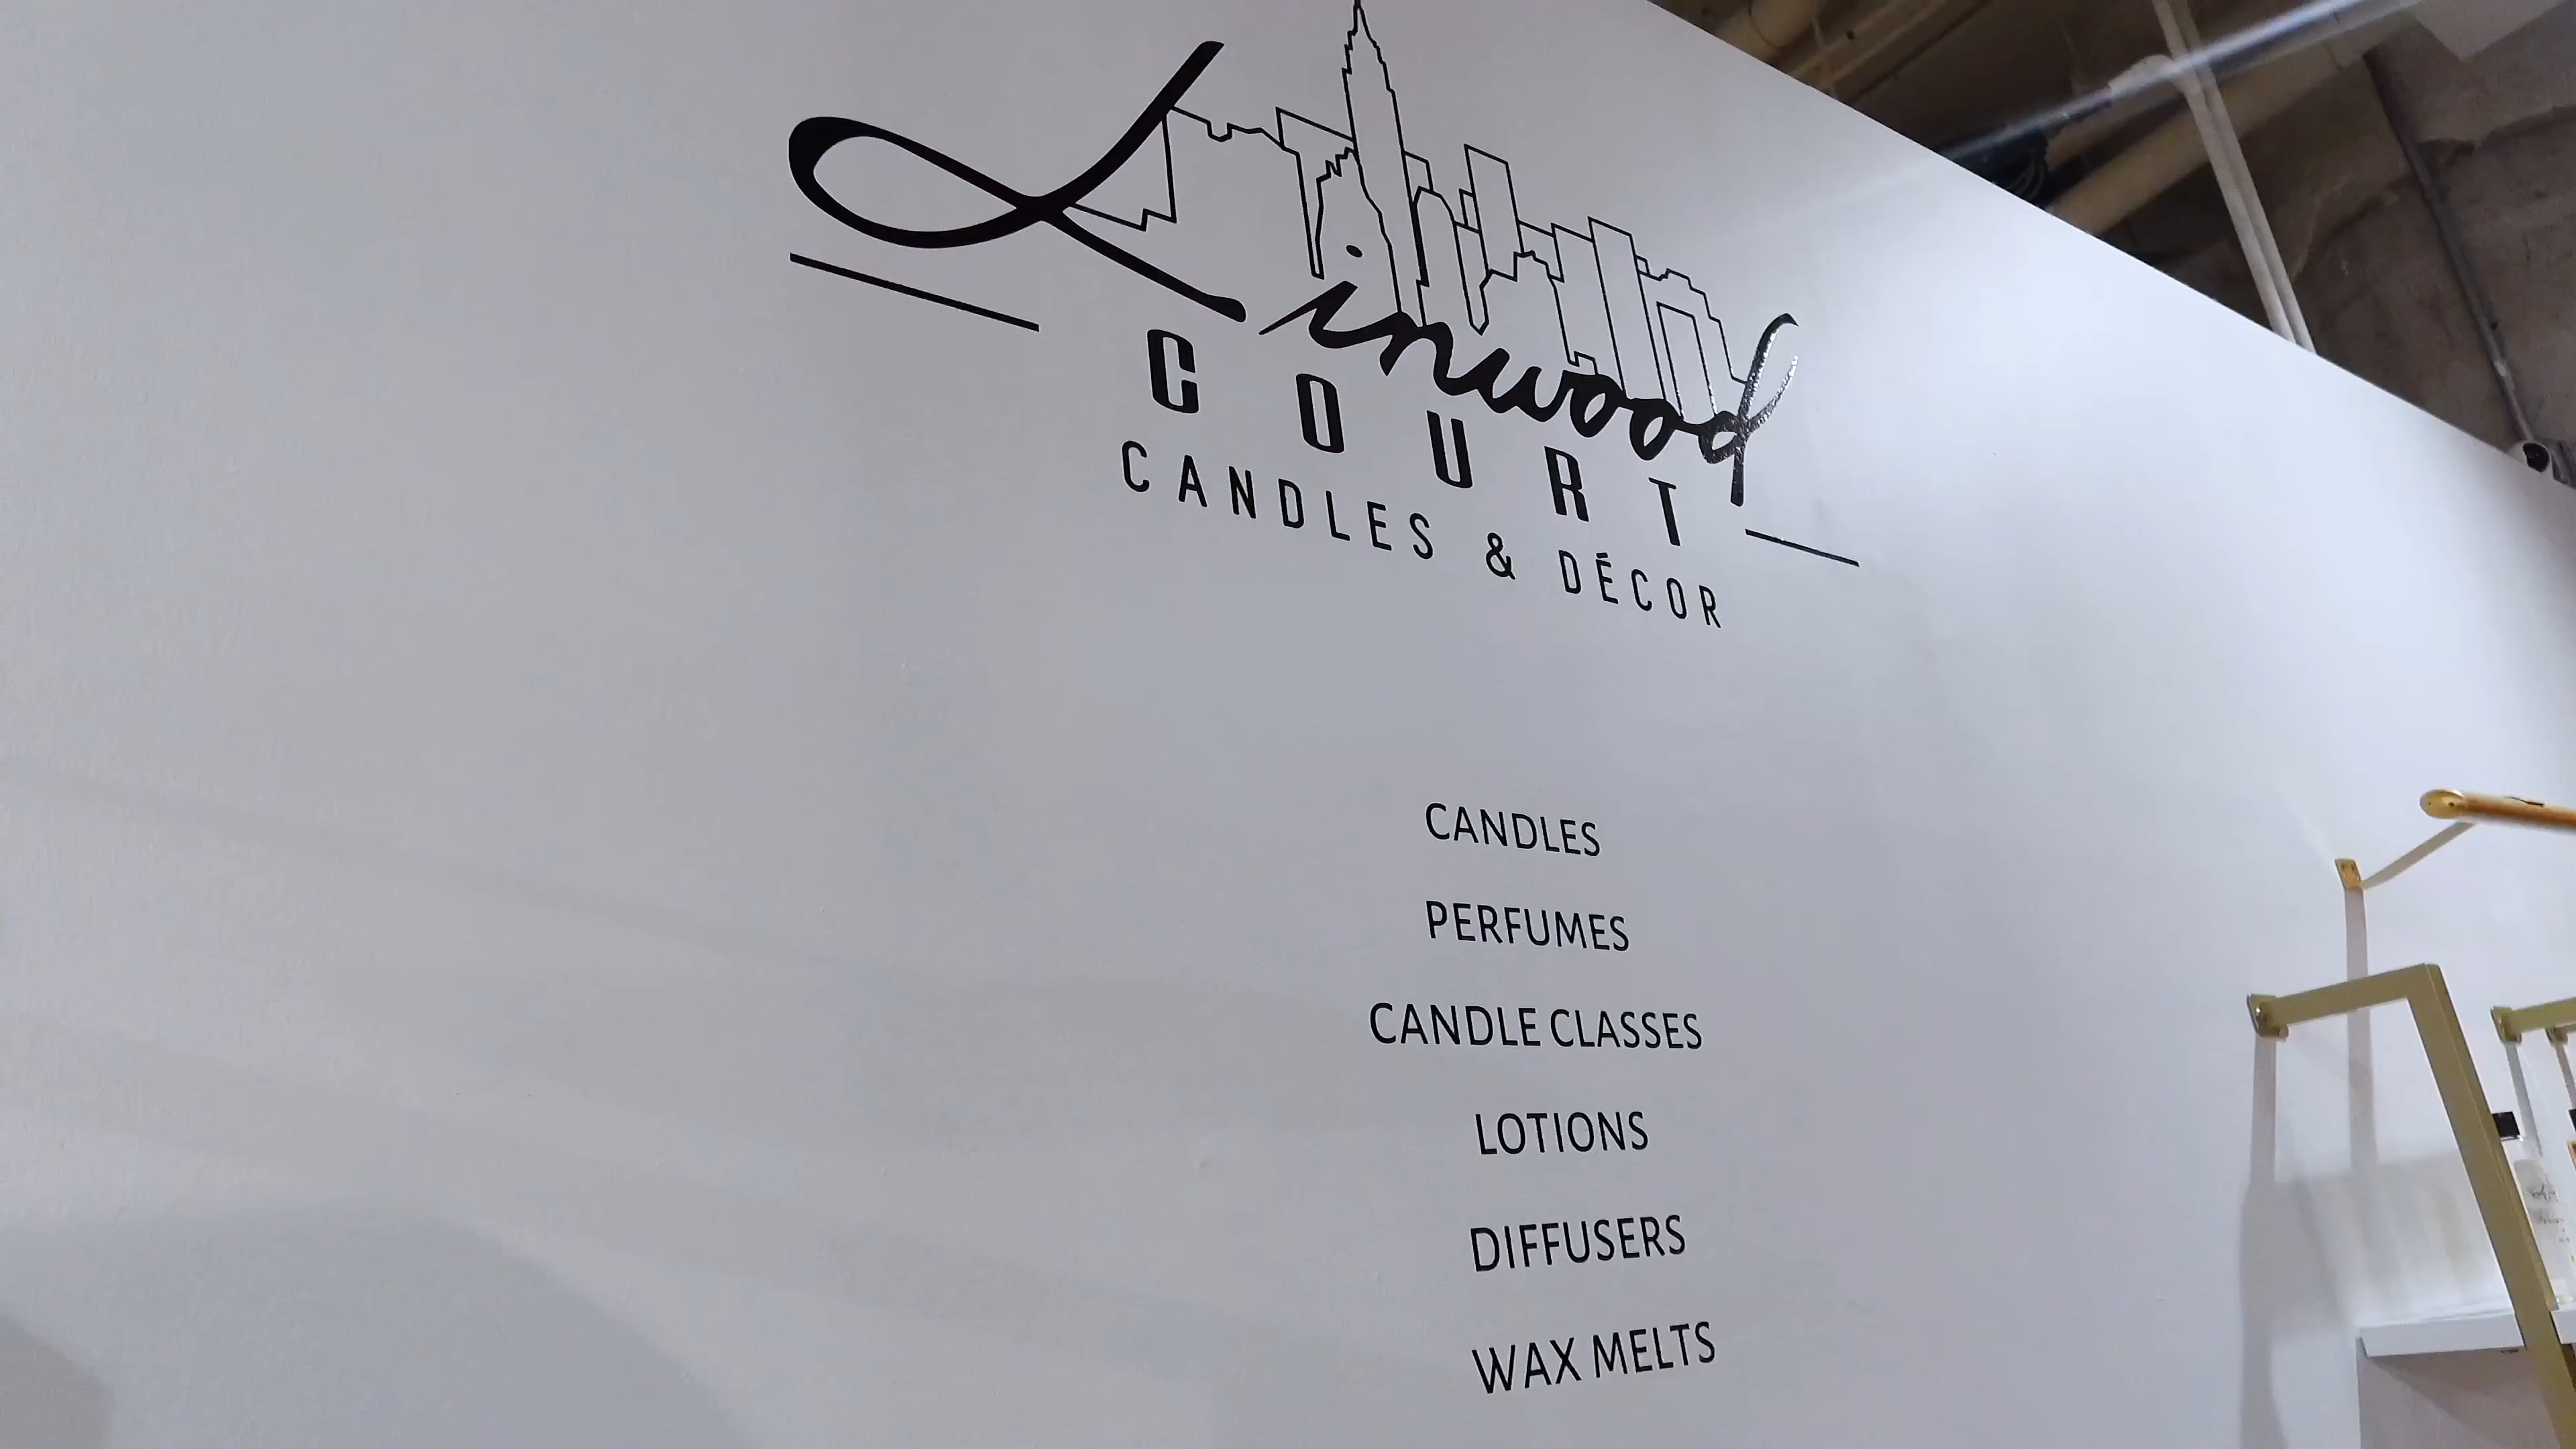 Linwood
COURT
CANDLES & DÉCOR
CANDLES
PERFUMES
CANDLE CLASSES
LOTIONS
DIFFUSERS
WAX MELTS